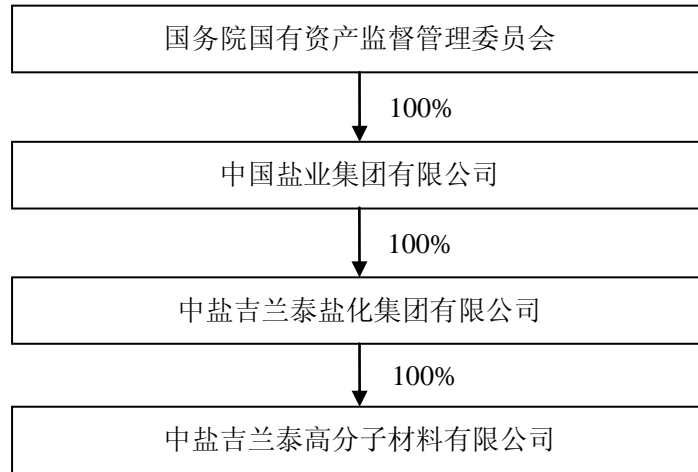 国务院国有资产监督管理委员会
100%
中国盐业集团有限公司
100%
中盐吉兰泰盐化集团有限公司
100%
中盐吉兰泰高分子材料有限公司